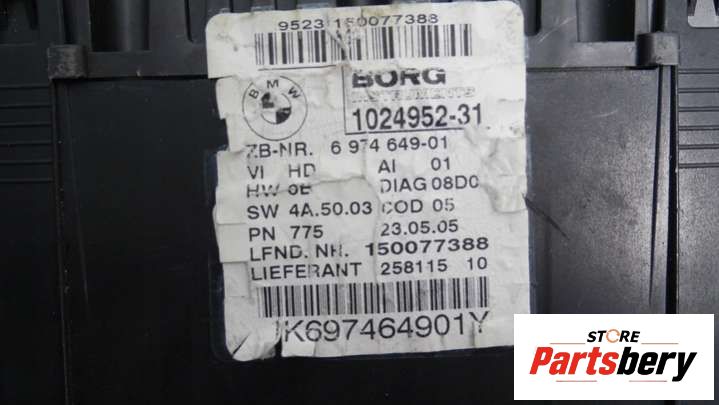 9523 150077388
BMW
BORG
INSTRUMENTS
1024952-31
ZB-NR. 6 974 649-01
VI HD AI 01
HW 0E DIAG 08D0
SW 4A.50.03 COD 05
PN 775 23.05.05
LFND. NR. 150077388
LIEFERANT 258115 10
K697464901Y
STORE
Partsbery